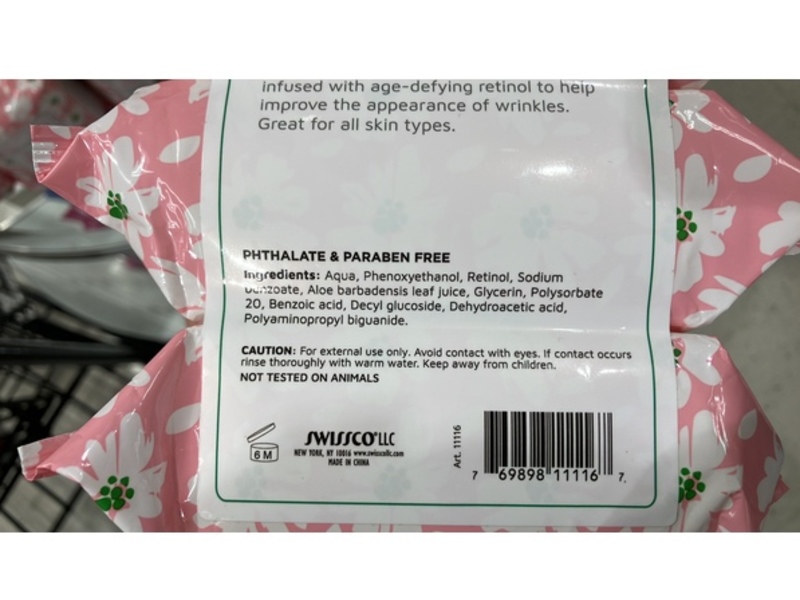 infused with age-defying retinol to help
improve the appearance of wrinkles.
Great for all skin types.
PHTHALATE & PARABEN FREE
Ingredients: Aqua, Phenoxyethanol, Retinol, Sodium
benzoate, Aloe barbadensis leaf juice, Glycerin, Polysorbate
20, Benzoic acid, Decyl glucoside, Dehydroacetic acid,
Polyaminopropyl biguanide.
CAUTION: For external use only. Avoid contact with eyes. If contact occurs
rinse thoroughly with warm water. Keep away from children.
NOT TESTED ON ANIMALS
6 M
SWISSCO® LLC
NEW YORK, NY 10016 www.swisscollc.com
MADE IN CHINA
Art. 11116
7 69898 11116 7